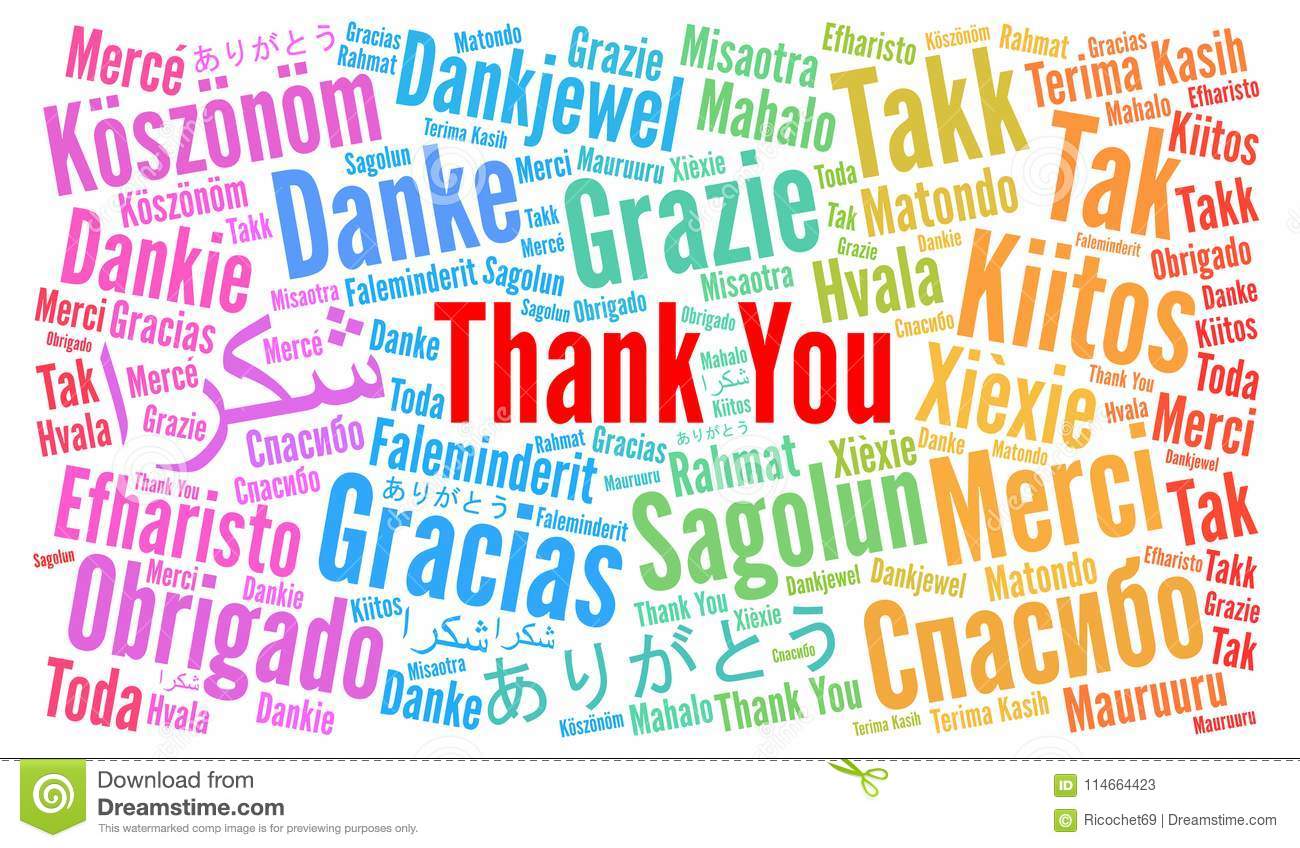 Mercé ありがとう Gracias Matondo Grazie Misaotra Efharisto Köszönöm Rahmat Gracias Terima Kasih
Rahmat Dankjewel Mahalo Takk Mahalo Efharisto
Köszönöm Terima Kasih Tak Kiitos
Sagolun Danke Merci Mauruuru Xièxie Toda
Köszönöm Takk Takk Grazie Tak Matondo Takk
Dankie Mercé Grazie Dankie Faleminderit Obrigado
Misaotra Faleminderit Sagolun Misaotra Hvala Kiitos Danke
Merci Gracias Sagolun Obrigado Obrigado Спасибо Kiitos
Obrigado شكرا Mercé Danke Thank You Mahalo Xièxie Thank You Toda
Tak Mercé Toda شكرا Kiitos Hvala Merci
Hvala Grazie Спасибо Faleminderit Rahmat Gracias ありがとう Xièxie Danke Matondo Dankjewel
Thank You Спасибо ありがとう Mauruuru Rahmat Merci Tak
Efharisto Gracias Faleminderit Sagolun
Sagolun Merci Dankie Dankjewel Dankjewel Matondo Efharisto Takk
Obrigado Kiitos شكرا شكرا Thank You Xièxie Спасибо Grazie
Misaotra ありがとう Спасибо Tak
Toda شكرا Hvala Dankie Danke Köszönöm Mahalo Thank You Terima Kasih Terima Kasih Mauruuru Mauruuru
Download from
Dreamstime.com
This watermarked comp image is for previewing purposes only.
ID 114664423
© Ricochet69 | Dreamstime.com